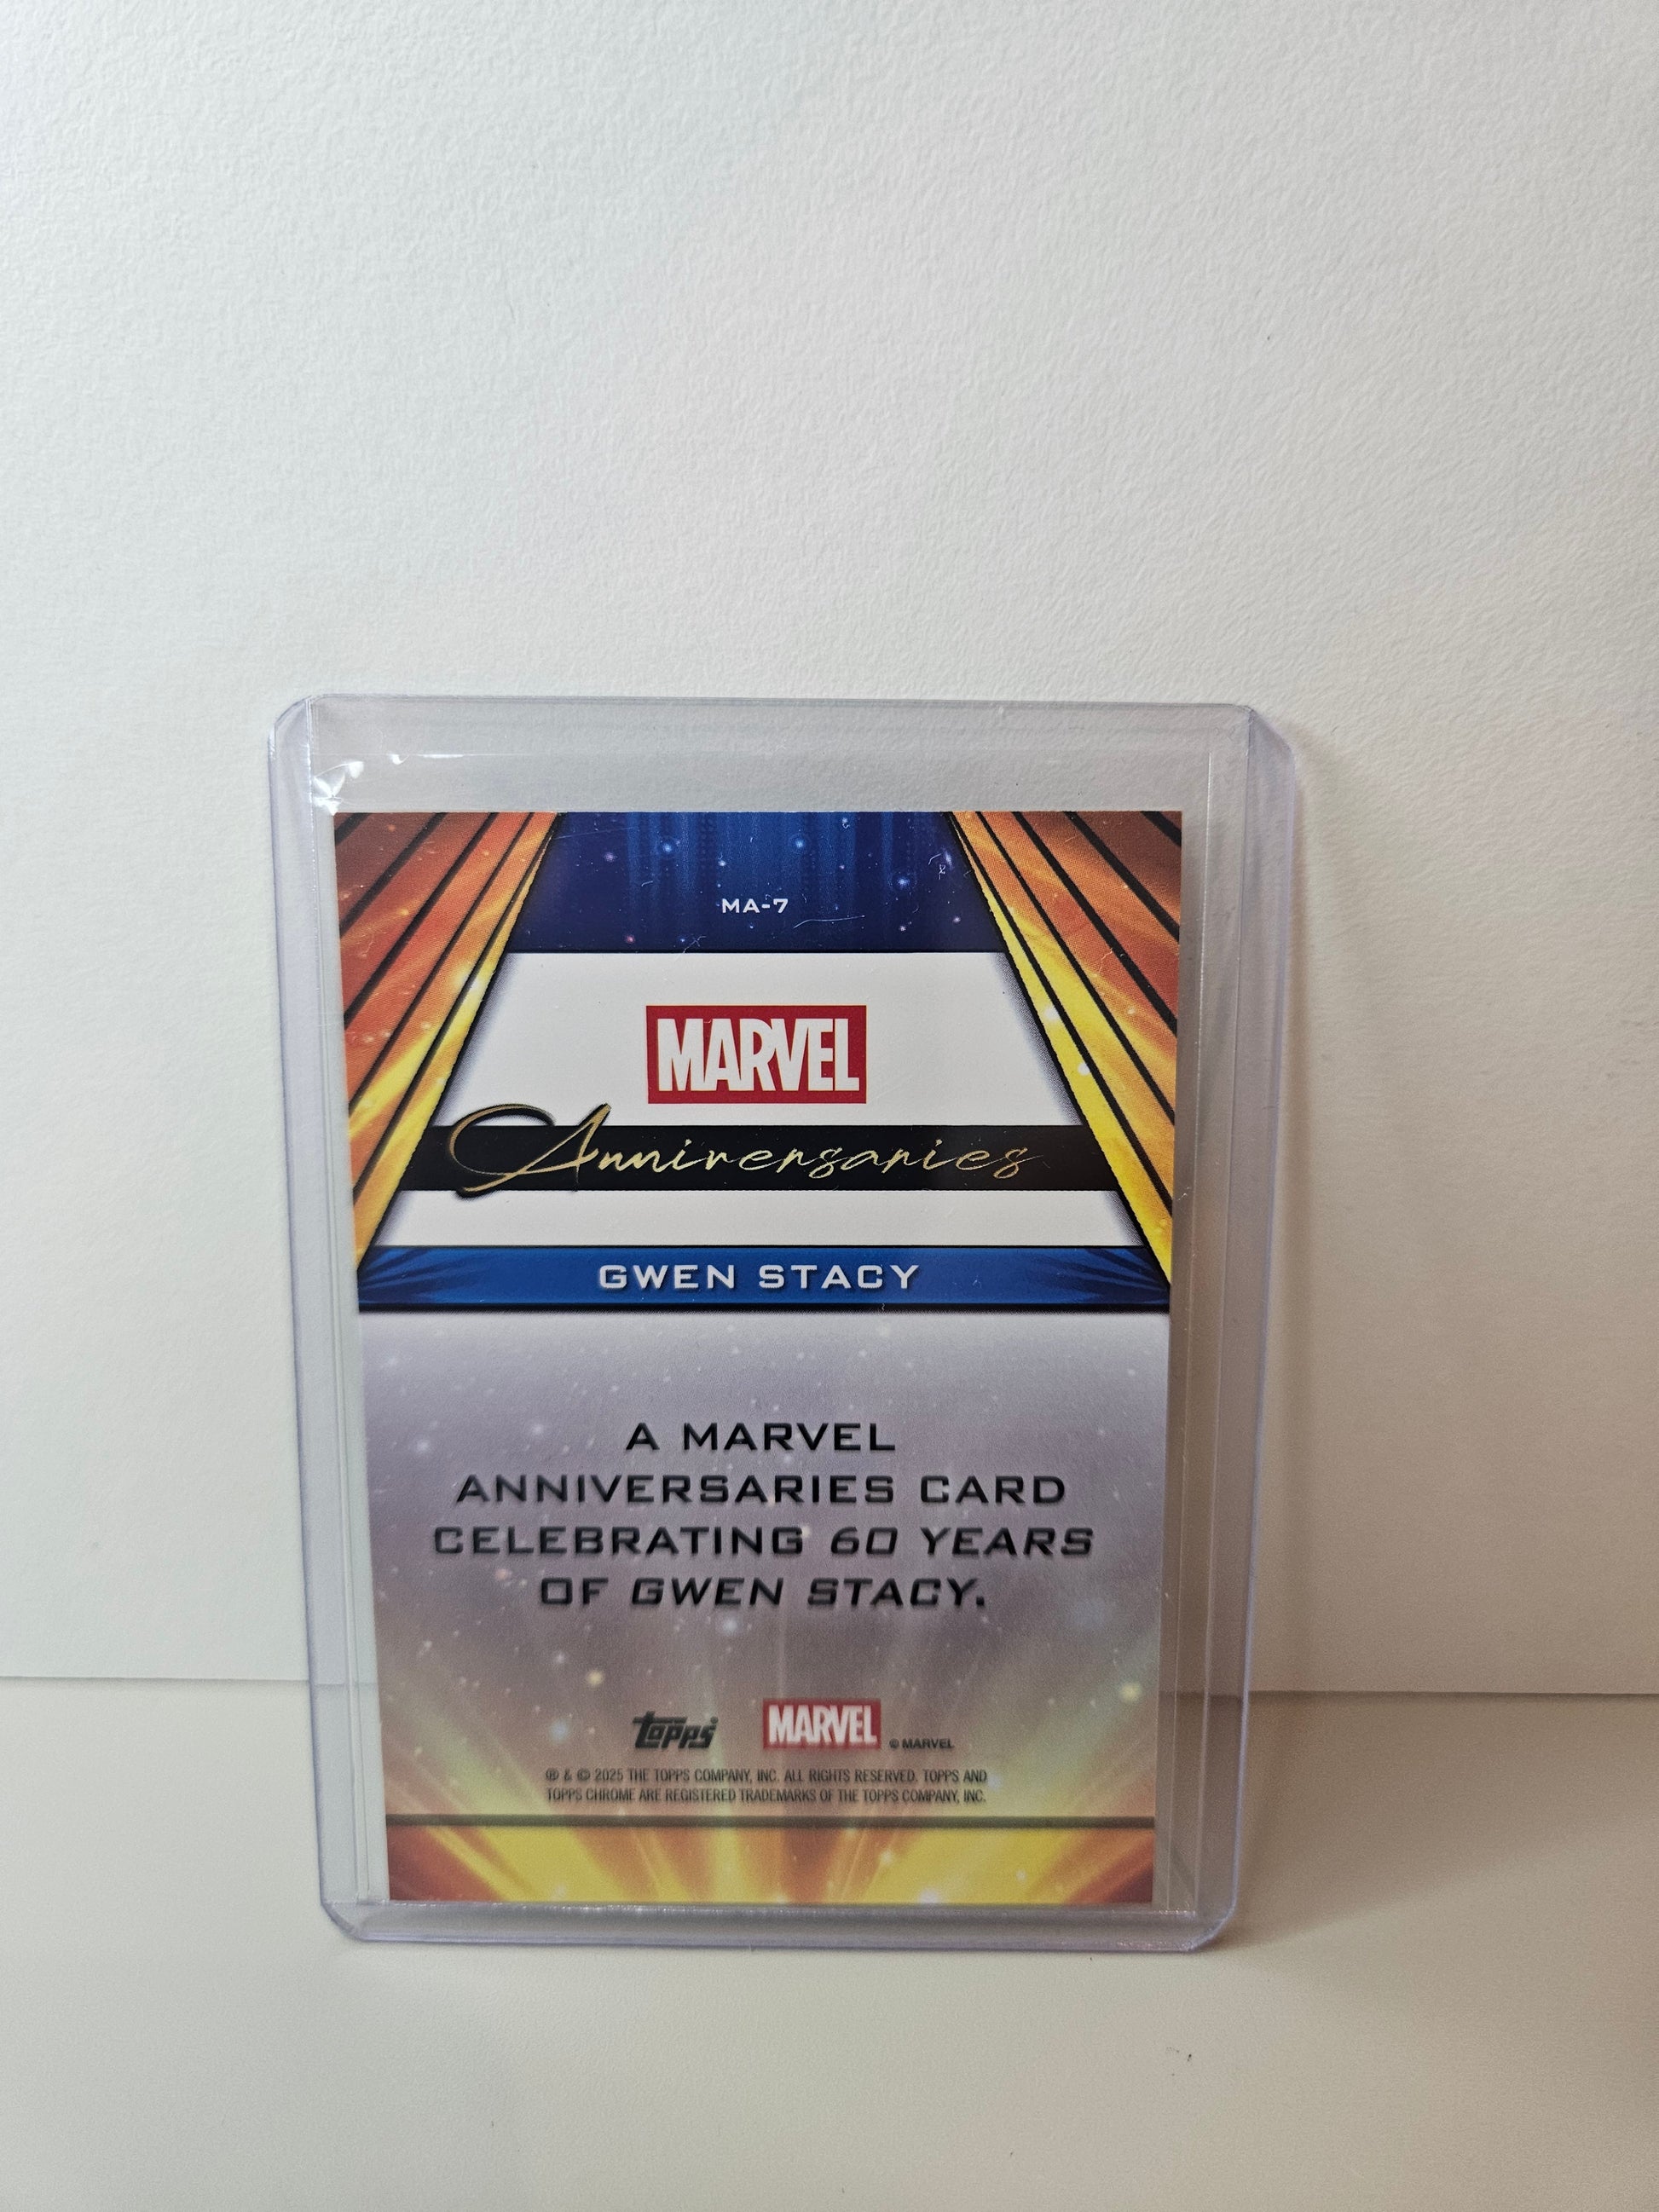 MA-7
MARVEL
Anniversaries
GWEN STACY
A MARVEL
ANNIVERSARIES CARD
CELEBRATING 60 YEARS
OF GWEN STACY.
topps MARVEL © MARVEL
® & © 2025 THE TOPPS COMPANY, INC. ALL RIGHTS RESERVED. TOPPS AND
TOPPS CHROME ARE REGISTERED TRADEMARKS OF THE TOPPS COMPANY, INC.